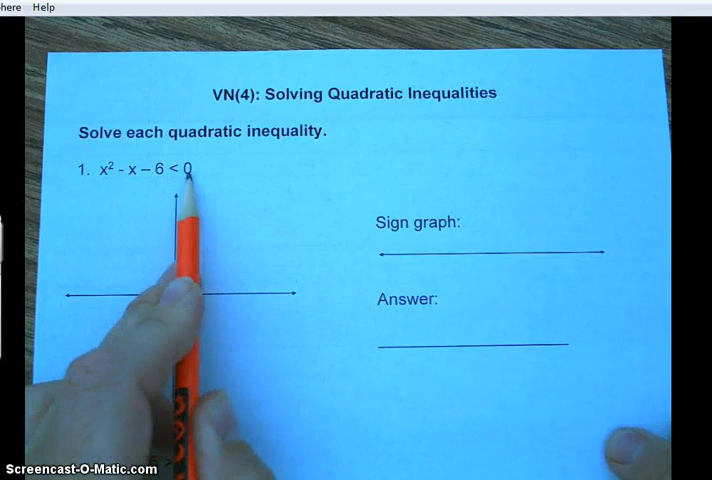 here Help
VN(4): Solving Quadratic Inequalities
Solve each quadratic inequality.
1. x² - x – 6 < 0
Sign graph:
Answer:
Screencast-O-Matic.com